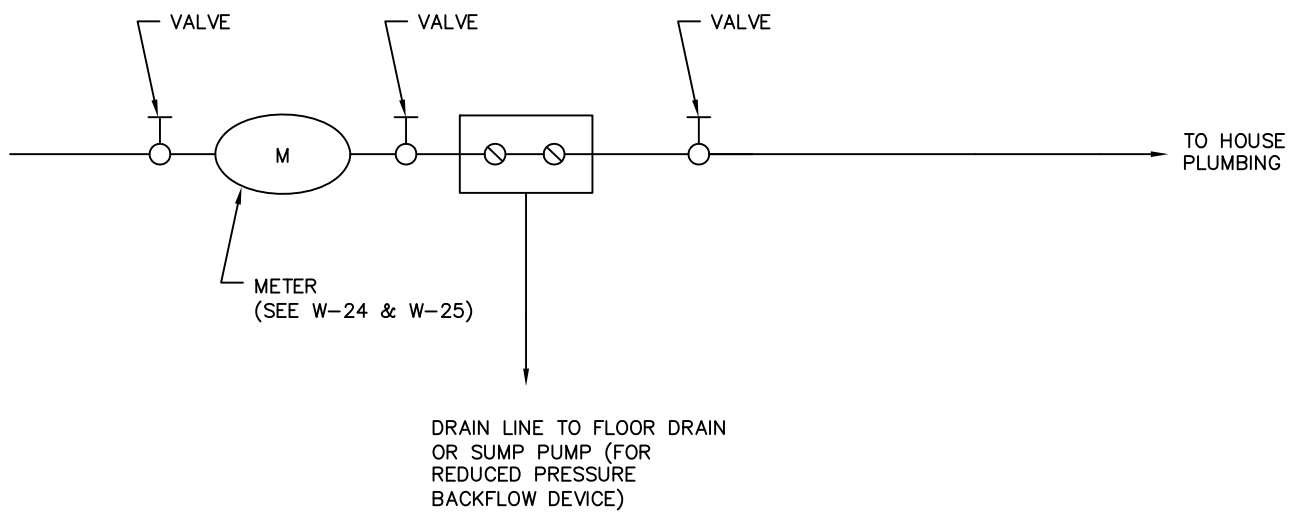 VALVE
VALVE
VALVE
M
TO HOUSE
PLUMBING
METER
(SEE W-24 & W-25)
DRAIN LINE TO FLOOR DRAIN
OR SUMP PUMP (FOR
REDUCED PRESSURE
BACKFLOW DEVICE)